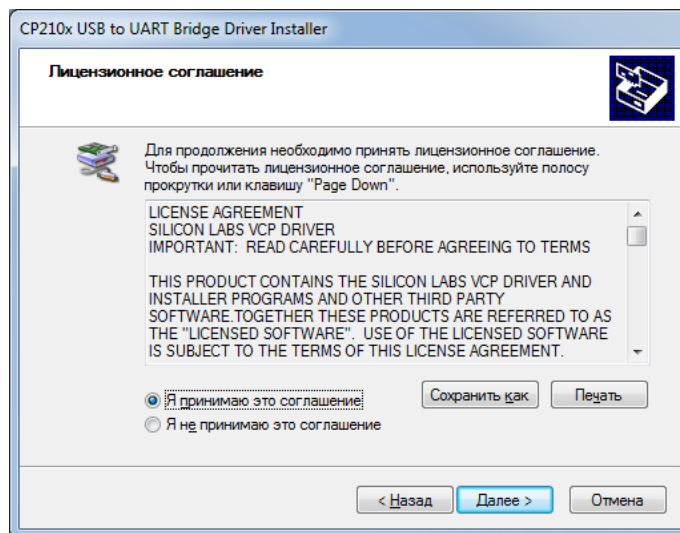 CP210x USB to UART Bridge Driver Installer
Лицензионное соглашение
Для продолжения необходимо принять лицензионное соглашение.
Чтобы прочитать лицензионное соглашение, используйте полосу
прокрутки или клавишу "Page Down".
LICENSE AGREEMENT
SILICON LABS VCP DRIVER
IMPORTANT:  READ CAREFULLY BEFORE AGREEING TO TERMS
THIS PRODUCT CONTAINS THE SILICON LABS VCP DRIVER AND
INSTALLER PROGRAMS AND OTHER THIRD PARTY
SOFTWARE.TOGETHER THESE PRODUCTS ARE REFERRED TO AS
THE "LICENSED SOFTWARE".  USE OF THE LICENSED SOFTWARE
IS SUBJECT TO THE TERMS OF THIS LICENSE AGREEMENT.
Я принимаю это соглашение
Сохранить как
Печать
Я не принимаю это соглашение
< Назад
Далее >
Отмена